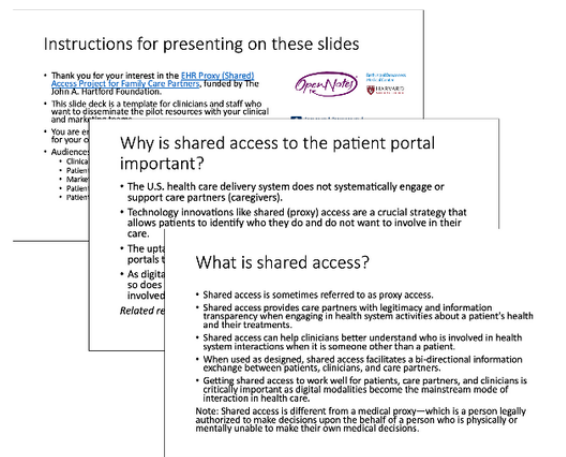 Instructions for presenting on these slides
• Thank you for your interest in the EHR Proxy (Shared)
Access Project for Family Care Partners, funded by The
John A. Hartford Foundation.
• This slide deck is a template for clinicians and staff who
want to disseminate the pilot resources with your clinical
and marketing teams.
• You are
for your
• Audiences
OpenNotes
HARVARD
Why is shared access to the patient portal
important?
• The U.S. health care delivery system does not systematically engage or
support care partners (caregivers).
• Technology innovations like shared (proxy) access are a crucial strategy that
allows patients to identify who they do and do not want to involve in their
care.
• The
portals
• As
so does
involved
Related
What is shared access?
• Shared access is sometimes referred to as proxy access.
• Shared access provides care partners with legitimacy and information
transparency when engaging in health system activities about a patient's health
and their treatments.
• Shared access can help clinicians better understand who is involved in health
system interactions when it is someone other than a patient.
• When used as designed, shared access facilitates a bi-directional information
exchange between patients, clinicians, and care partners.
• Getting shared access to work well for patients, care partners, and clinicians is
critically important as digital modalities become the mainstream mode of
interaction in health care.
Note: Shared access is different from a medical proxy—which is a person legally
authorized to make decisions upon the behalf of a person who is physically or
mentally unable to make their own medical decisions.